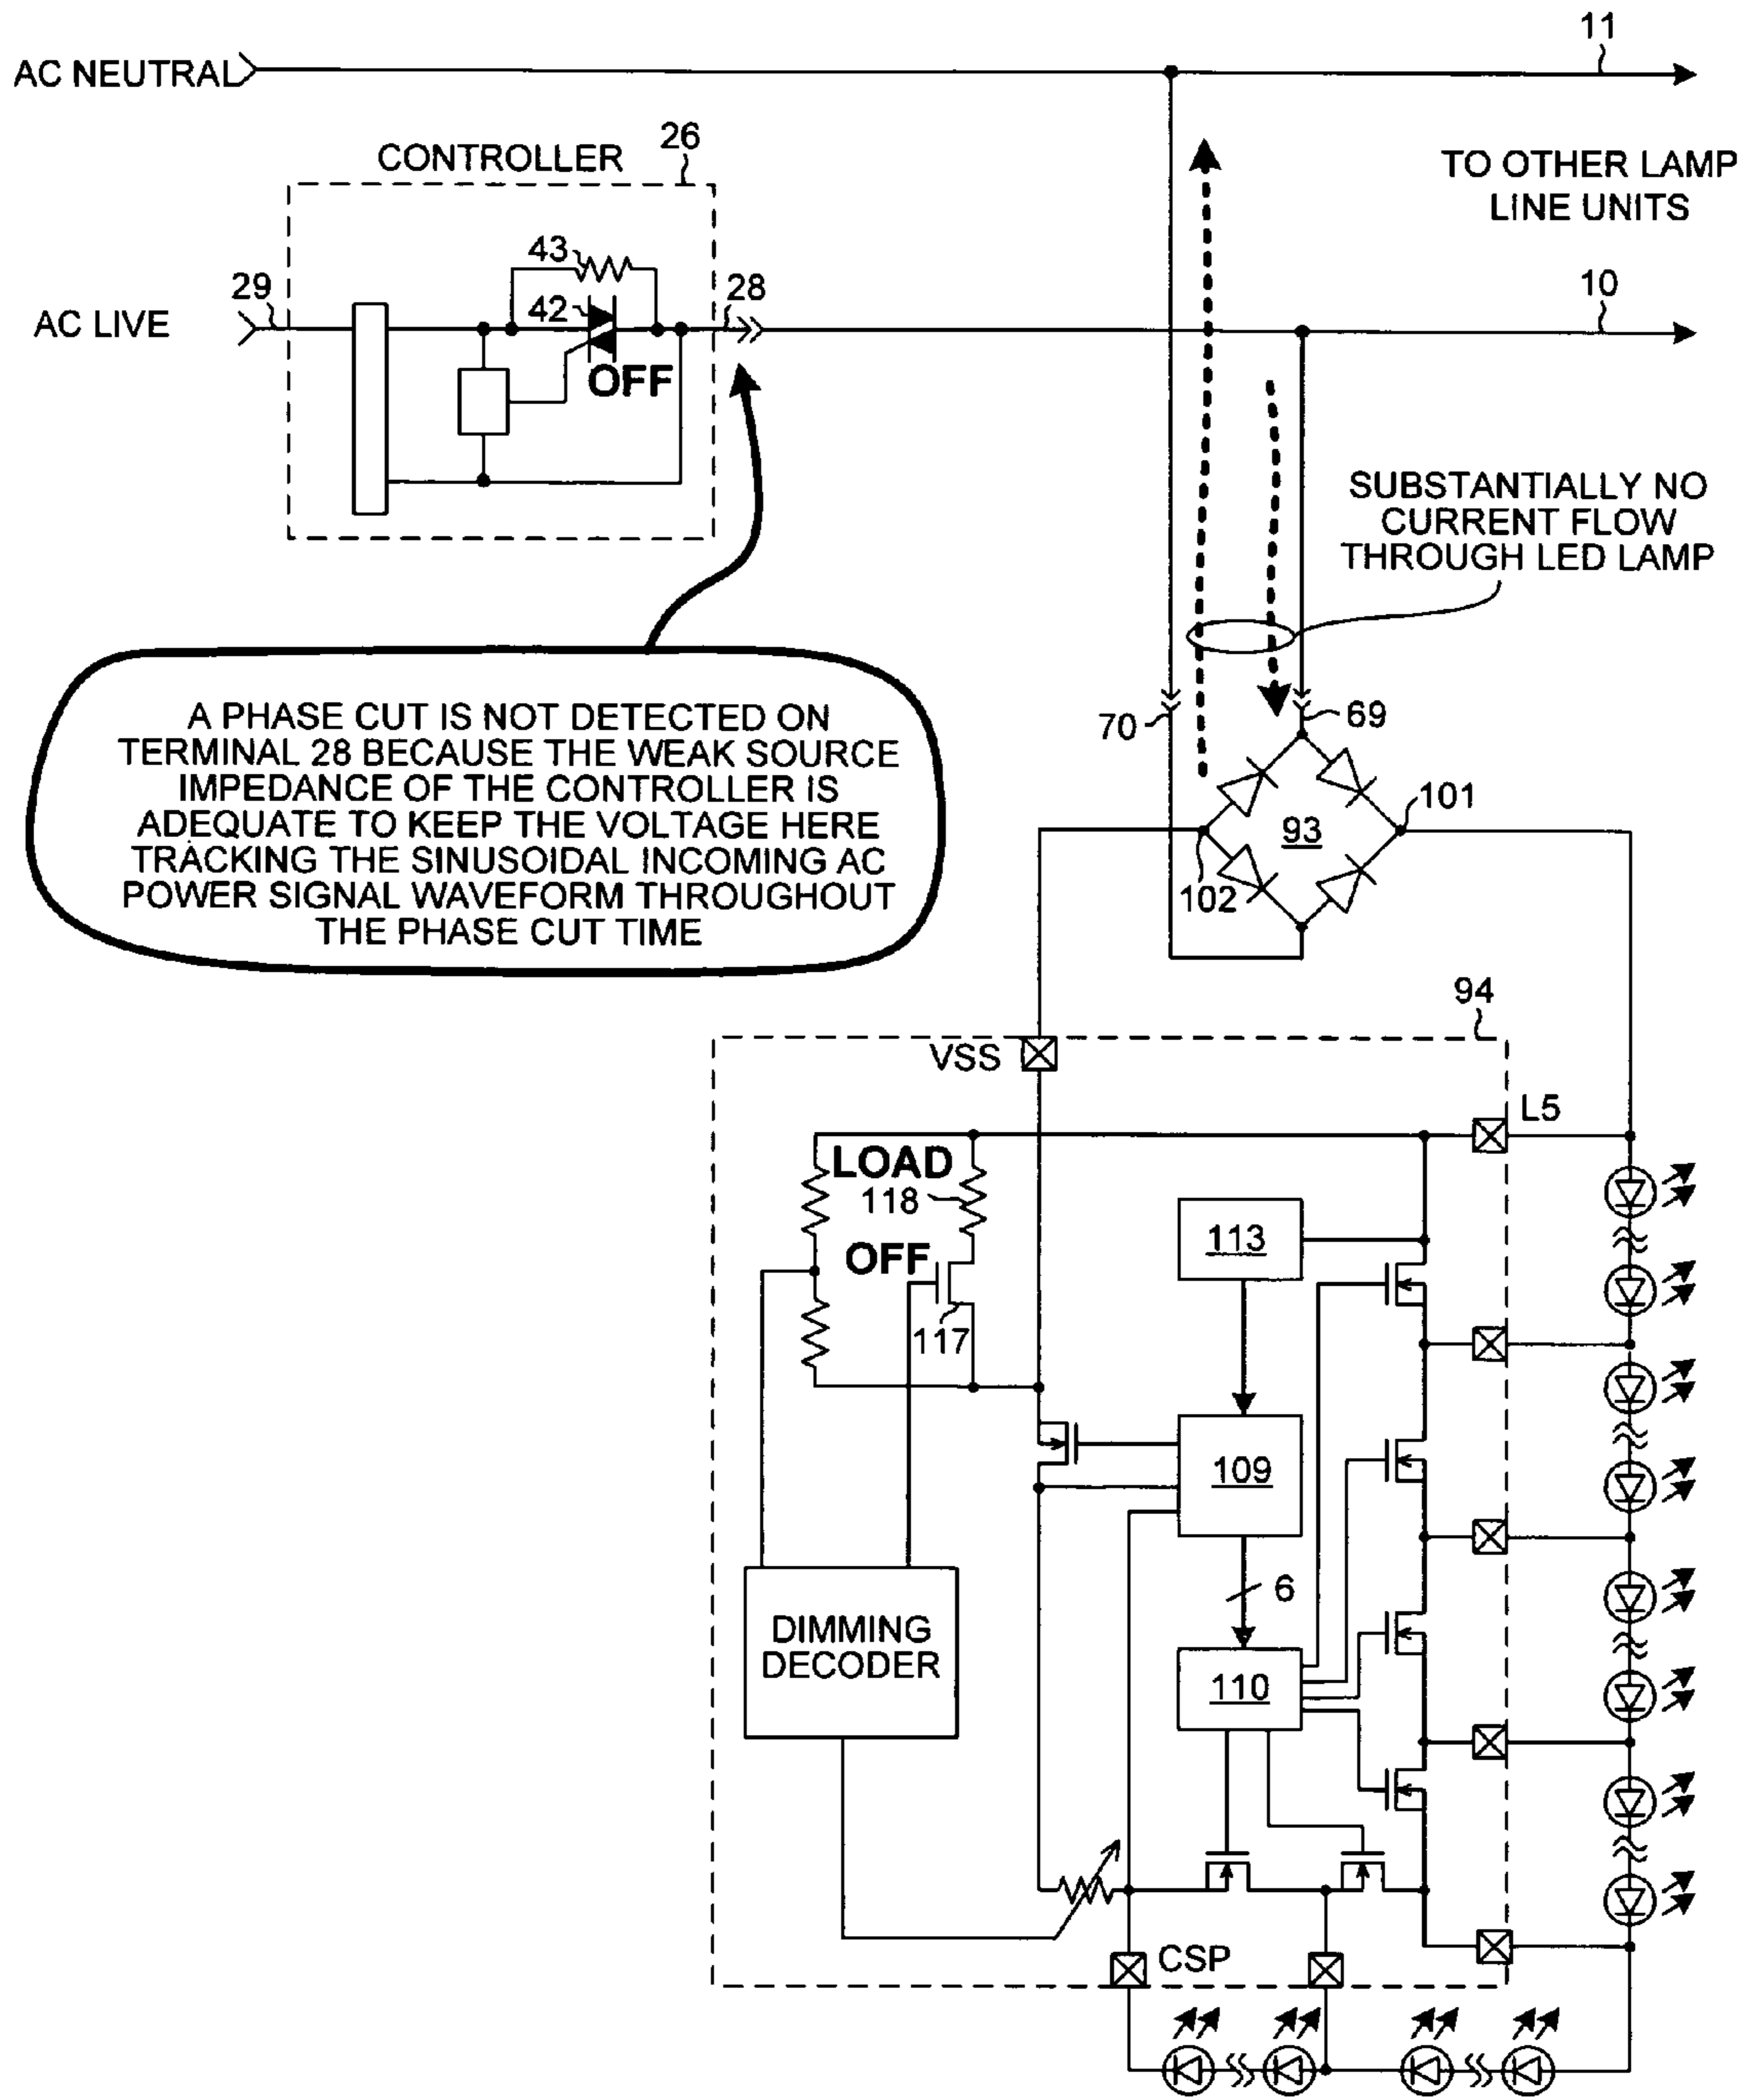 11
AC NEUTRAL
26
CONTROLLER
TO OTHER LAMP
LINE UNITS
43
29
42
28
10
AC LIVE
OFF
SUBSTANTIALLY NO
CURRENT FLOW
THROUGH LED LAMP
A PHASE CUT IS NOT DETECTED ON
TERMINAL 28 BECAUSE THE WEAK SOURCE
IMPEDANCE OF THE CONTROLLER IS
ADEQUATE TO KEEP THE VOLTAGE HERE
TRACKING THE SINUSOIDAL INCOMING AC
POWER SIGNAL WAVEFORM THROUGHOUT
THE PHASE CUT TIME
70
69
101
93
102
94
VSS
L5
LOAD
118
113
OFF
117
109
6
DIMMING
DECODER
110
CSP